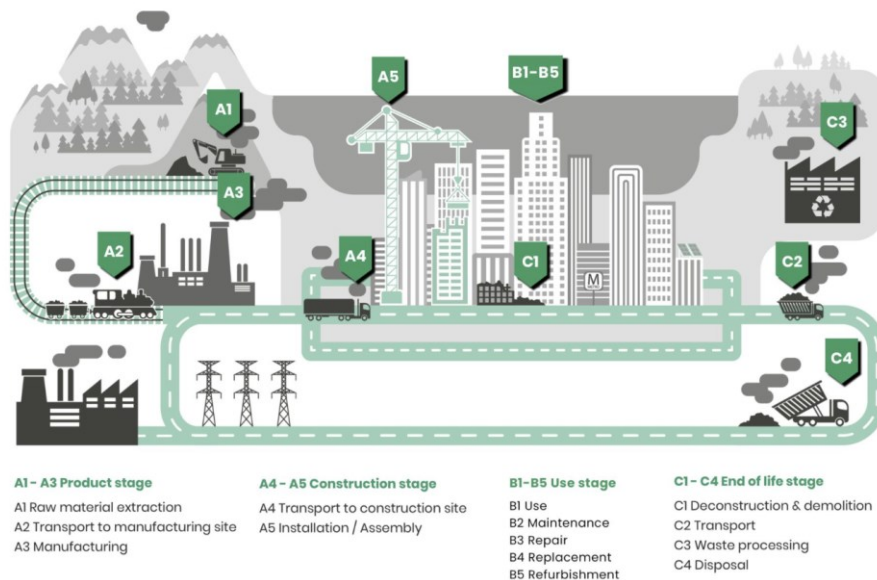 A5
B1-B5
A1
C3
A3
A2
A4
C1
C2
M
C4
A1 - A3 Product stage
A1 Raw material extraction
A2 Transport to manufacturing site
A3 Manufacturing
A4 - A5 Construction stage
A4 Transport to construction site
A5 Installation / Assembly
B1-B5 Use stage
B1 Use
B2 Maintenance
B3 Repair
B4 Replacement
B5 Refurbishment
C1 - C4 End of life stage
C1 Deconstruction & demolition
C2 Transport
C3 Waste processing
C4 Disposal